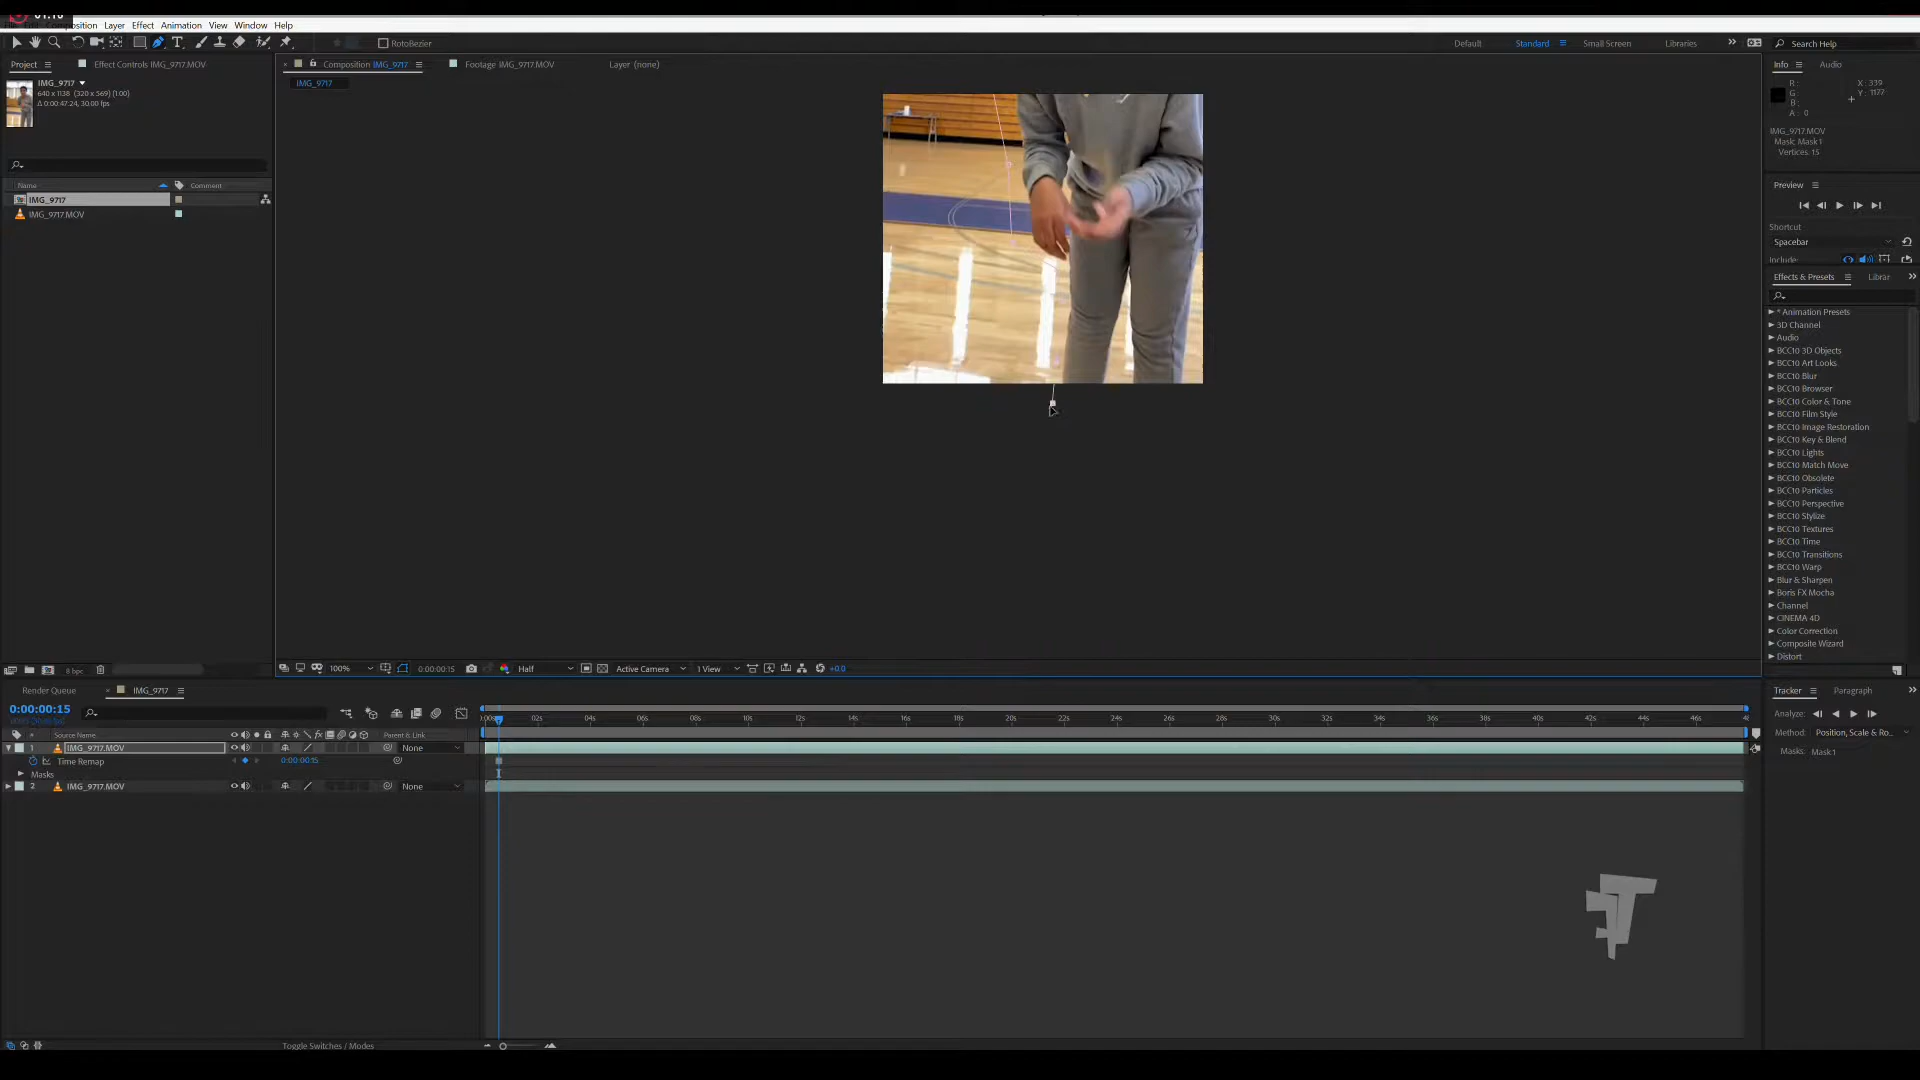 Composition Layer Effect Animation View Window Help
RotoBezier Default Standard Small Screen Libraries Search Help
Project Effect Controls IMG_9717.MOV Composition IMG_9717 Footage IMG_9717.MOV Layer (none) Info Audio
IMG_9717
IMG_9717
640 x 1138 (320 x 569) (1.00)
Δ 0:00:47:24, 30.00 fps
R:
G:
B:
A: 0
X: 339
Y: 1177
IMG_9717.MOV
Mask: Mask 1
Vertices: 15
Name Comment
IMG_9717
IMG_9717.MOV
Preview
Shortcut
Spacebar
Include:
Effects & Presets Librar
* Animation Presets
3D Channel
Audio
BCC10 3D Objects
BCC10 Art Looks
BCC10 Blur
BCC10 Browser
BCC10 Color & Tone
BCC10 Film Style
BCC10 Image Restoration
BCC10 Key & Blend
BCC10 Lights
BCC10 Match Move
BCC10 Obsolete
BCC10 Particles
BCC10 Perspective
BCC10 Stylize
BCC10 Textures
BCC10 Time
BCC10 Transitions
BCC10 Warp
Blur & Sharpen
Boris FX Mocha
Channel
CINEMA 4D
Color Correction
Composite Wizard
Distort
8 bpc 100% 0:00:00:15 Half Active Camera 1 View +0.0
Render Queue IMG_9717 Tracker Paragraph
0:00:00:15
Analyze:
02s 04s 06s 08s 10s 12s 14s 16s 18s 20s 22s 24s 26s 28s 30s 32s 34s 36s 38s 40s 42s 44s 46s
Method: Position, Scale & Ro...
# Source Name Parent & Link
1 IMG_9717.MOV None
Masks: Mask 1
Time Remap 0:00:00:15
Masks
2 IMG_9717.MOV None
Toggle Switches / Modes